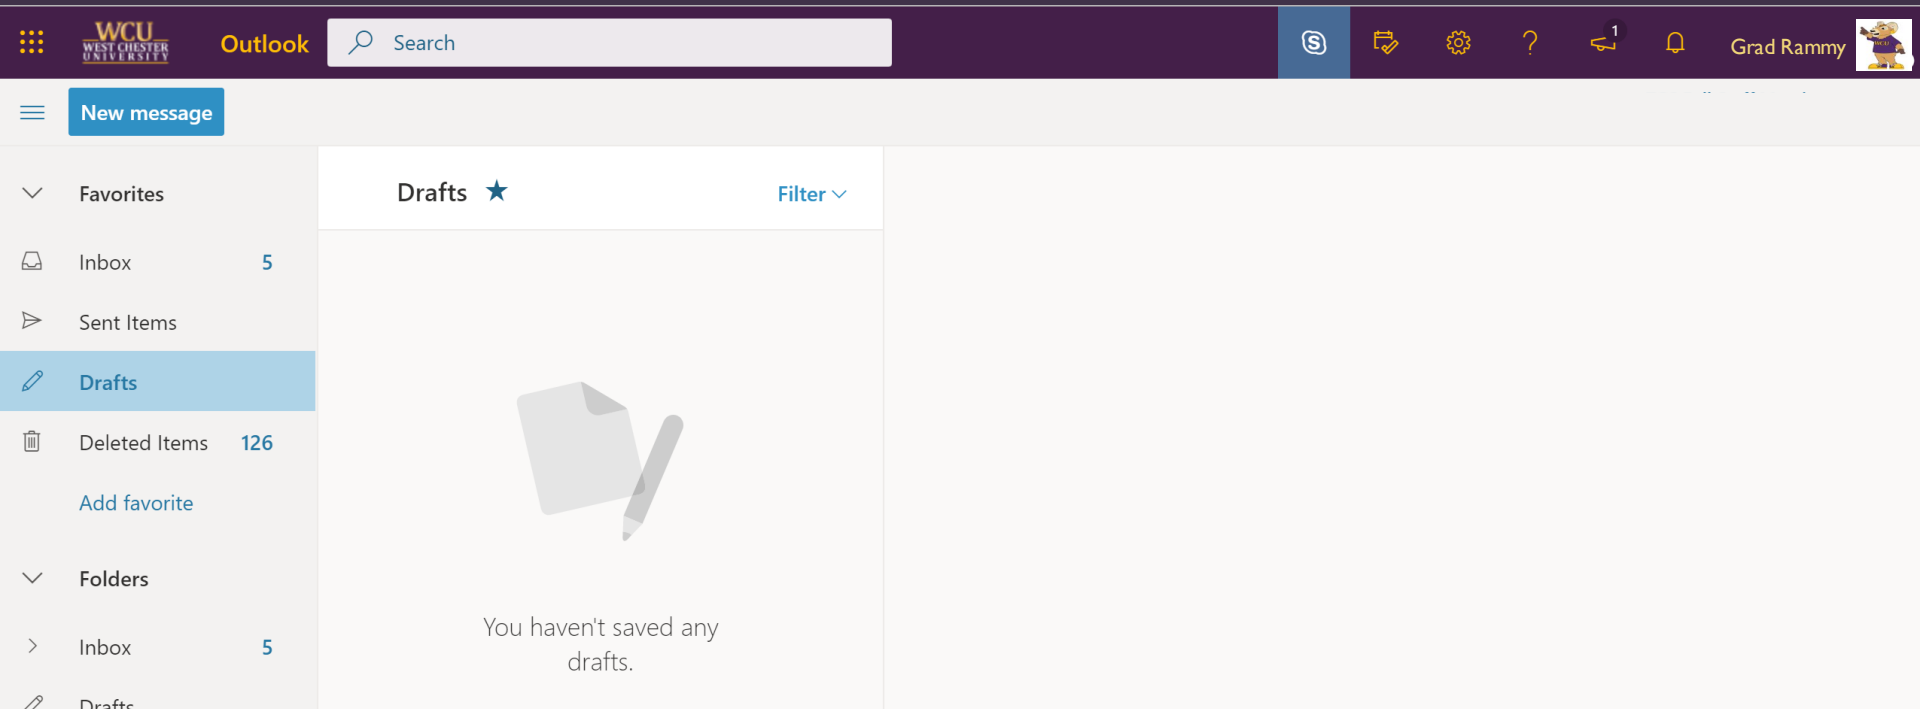 WCU
WEST CHESTER
UNIVERSITY
Outlook
Search
1
Grad Rammy
New message
Favorites
Drafts ★
Filter
Inbox 5
Sent Items
Drafts
Deleted Items 126
Add favorite
Folders
You haven't saved any
drafts.
Inbox 5
Drafts